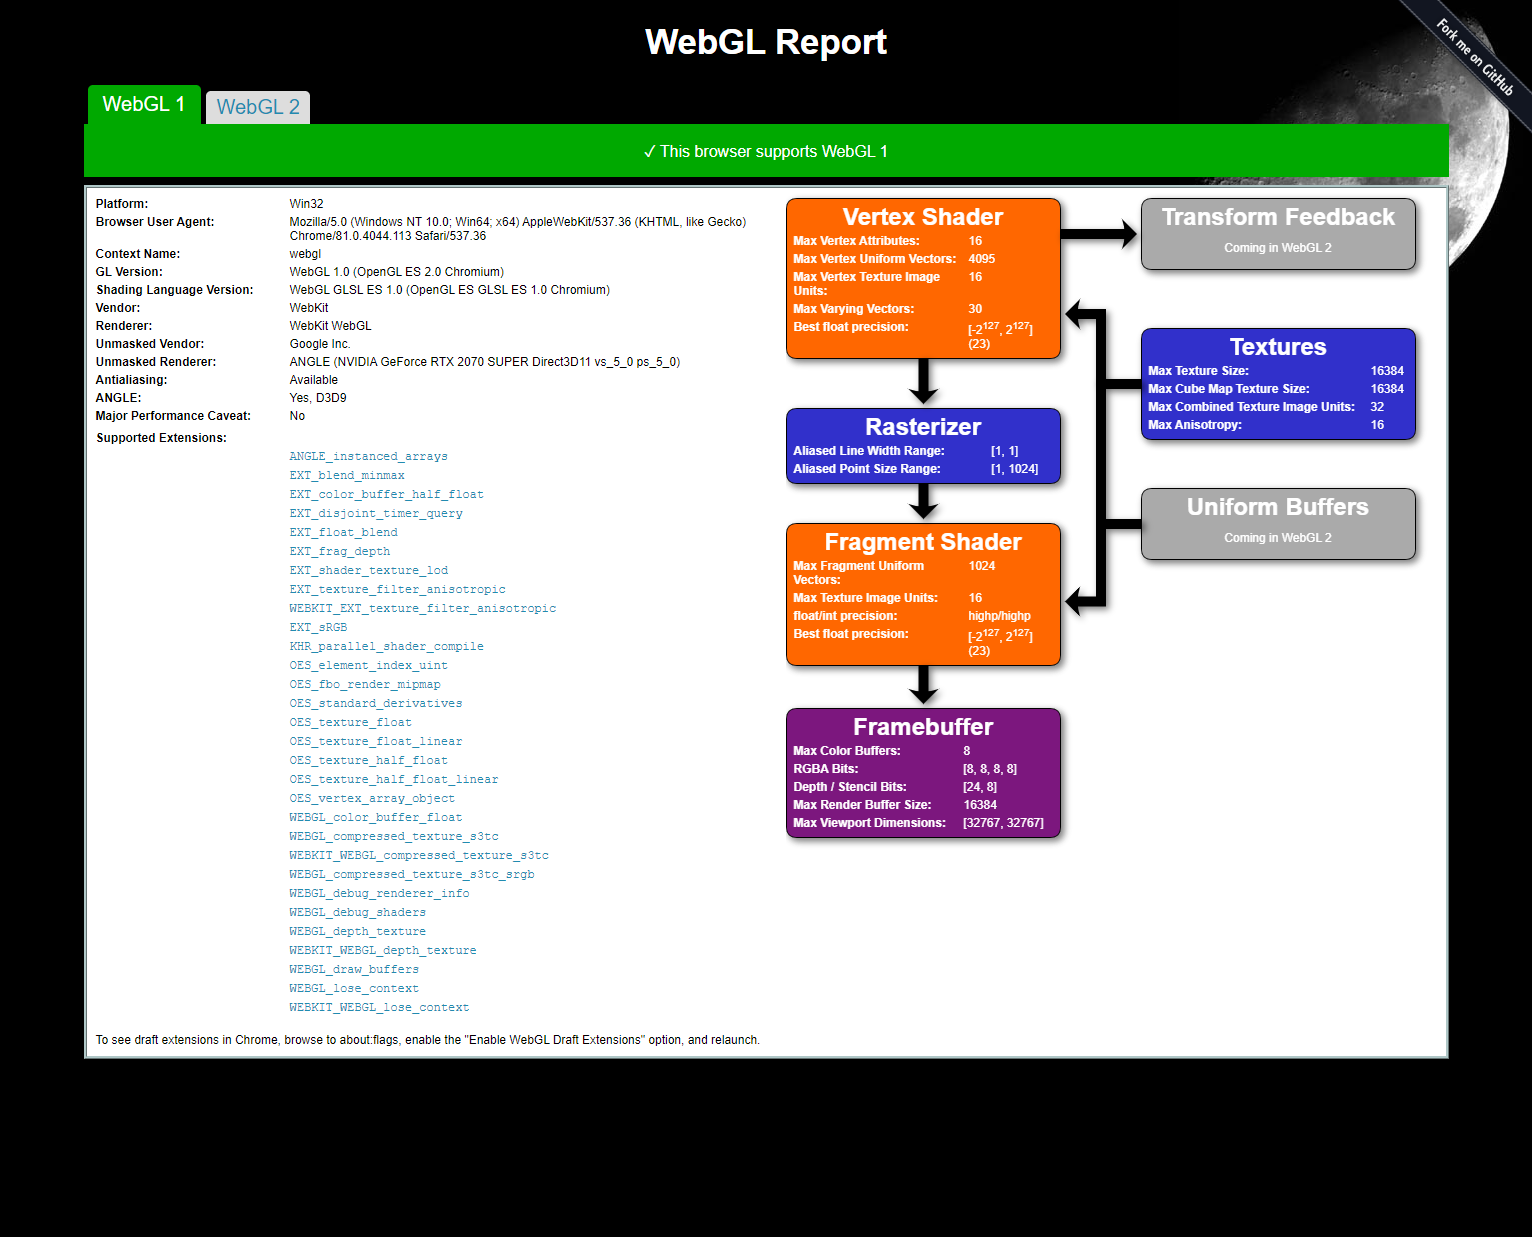 WebGL Report
Fork me on GitHub
WebGL 1
WebGL 2
✓ This browser supports WebGL 1
Platform: Win32
Browser User Agent: Mozilla/5.0 (Windows NT 10.0; Win64; x64) AppleWebKit/537.36 (KHTML, like Gecko)
Chrome/81.0.4044.113 Safari/537.36
Context Name: webgl
GL Version: WebGL 1.0 (OpenGL ES 2.0 Chromium)
Shading Language Version: WebGL GLSL ES 1.0 (OpenGL ES GLSL ES 1.0 Chromium)
Vendor: WebKit
Renderer: WebKit WebGL
Unmasked Vendor: Google Inc.
Unmasked Renderer: ANGLE (NVIDIA GeForce RTX 2070 SUPER Direct3D11 vs_5_0 ps_5_0)
Antialiasing: Available
ANGLE: Yes, D3D9
Major Performance Caveat: No
Supported Extensions:
ANGLE_instanced_arrays
EXT_blend_minmax
EXT_color_buffer_half_float
EXT_disjoint_timer_query
EXT_float_blend
EXT_frag_depth
EXT_shader_texture_lod
EXT_texture_filter_anisotropic
WEBKIT_EXT_texture_filter_anisotropic
EXT_sRGB
KHR_parallel_shader_compile
OES_element_index_uint
OES_fbo_render_mipmap
OES_standard_derivatives
OES_texture_float
OES_texture_float_linear
OES_texture_half_float
OES_texture_half_float_linear
OES_vertex_array_object
WEBGL_color_buffer_float
WEBGL_compressed_texture_s3tc
WEBKIT_WEBGL_compressed_texture_s3tc
WEBGL_compressed_texture_s3tc_srgb
WEBGL_debug_renderer_info
WEBGL_debug_shaders
WEBGL_depth_texture
WEBKIT_WEBGL_depth_texture
WEBGL_draw_buffers
WEBGL_lose_context
WEBKIT_WEBGL_lose_context
To see draft extensions in Chrome, browse to about:flags, enable the "Enable WebGL Draft Extensions" option, and relaunch.
Vertex Shader
Max Vertex Attributes: 16
Max Vertex Uniform Vectors: 4095
Max Vertex Texture Image 16
Units:
Max Varying Vectors: 30
Best float precision: [-2^127, 2^127]
(23)
Transform Feedback
Coming in WebGL 2
Textures
Max Texture Size: 16384
Max Cube Map Texture Size: 16384
Max Combined Texture Image Units: 32
Max Anisotropy: 16
Rasterizer
Aliased Line Width Range: [1, 1]
Aliased Point Size Range: [1, 1024]
Uniform Buffers
Coming in WebGL 2
Fragment Shader
Max Fragment Uniform 1024
Vectors:
Max Texture Image Units: 16
float/int precision: highp/highp
Best float precision: [-2^127, 2^127]
(23)
Framebuffer
Max Color Buffers: 8
RGBA Bits: [8, 8, 8, 8]
Depth / Stencil Bits: [24, 8]
Max Render Buffer Size: 16384
Max Viewport Dimensions: [32767, 32767]